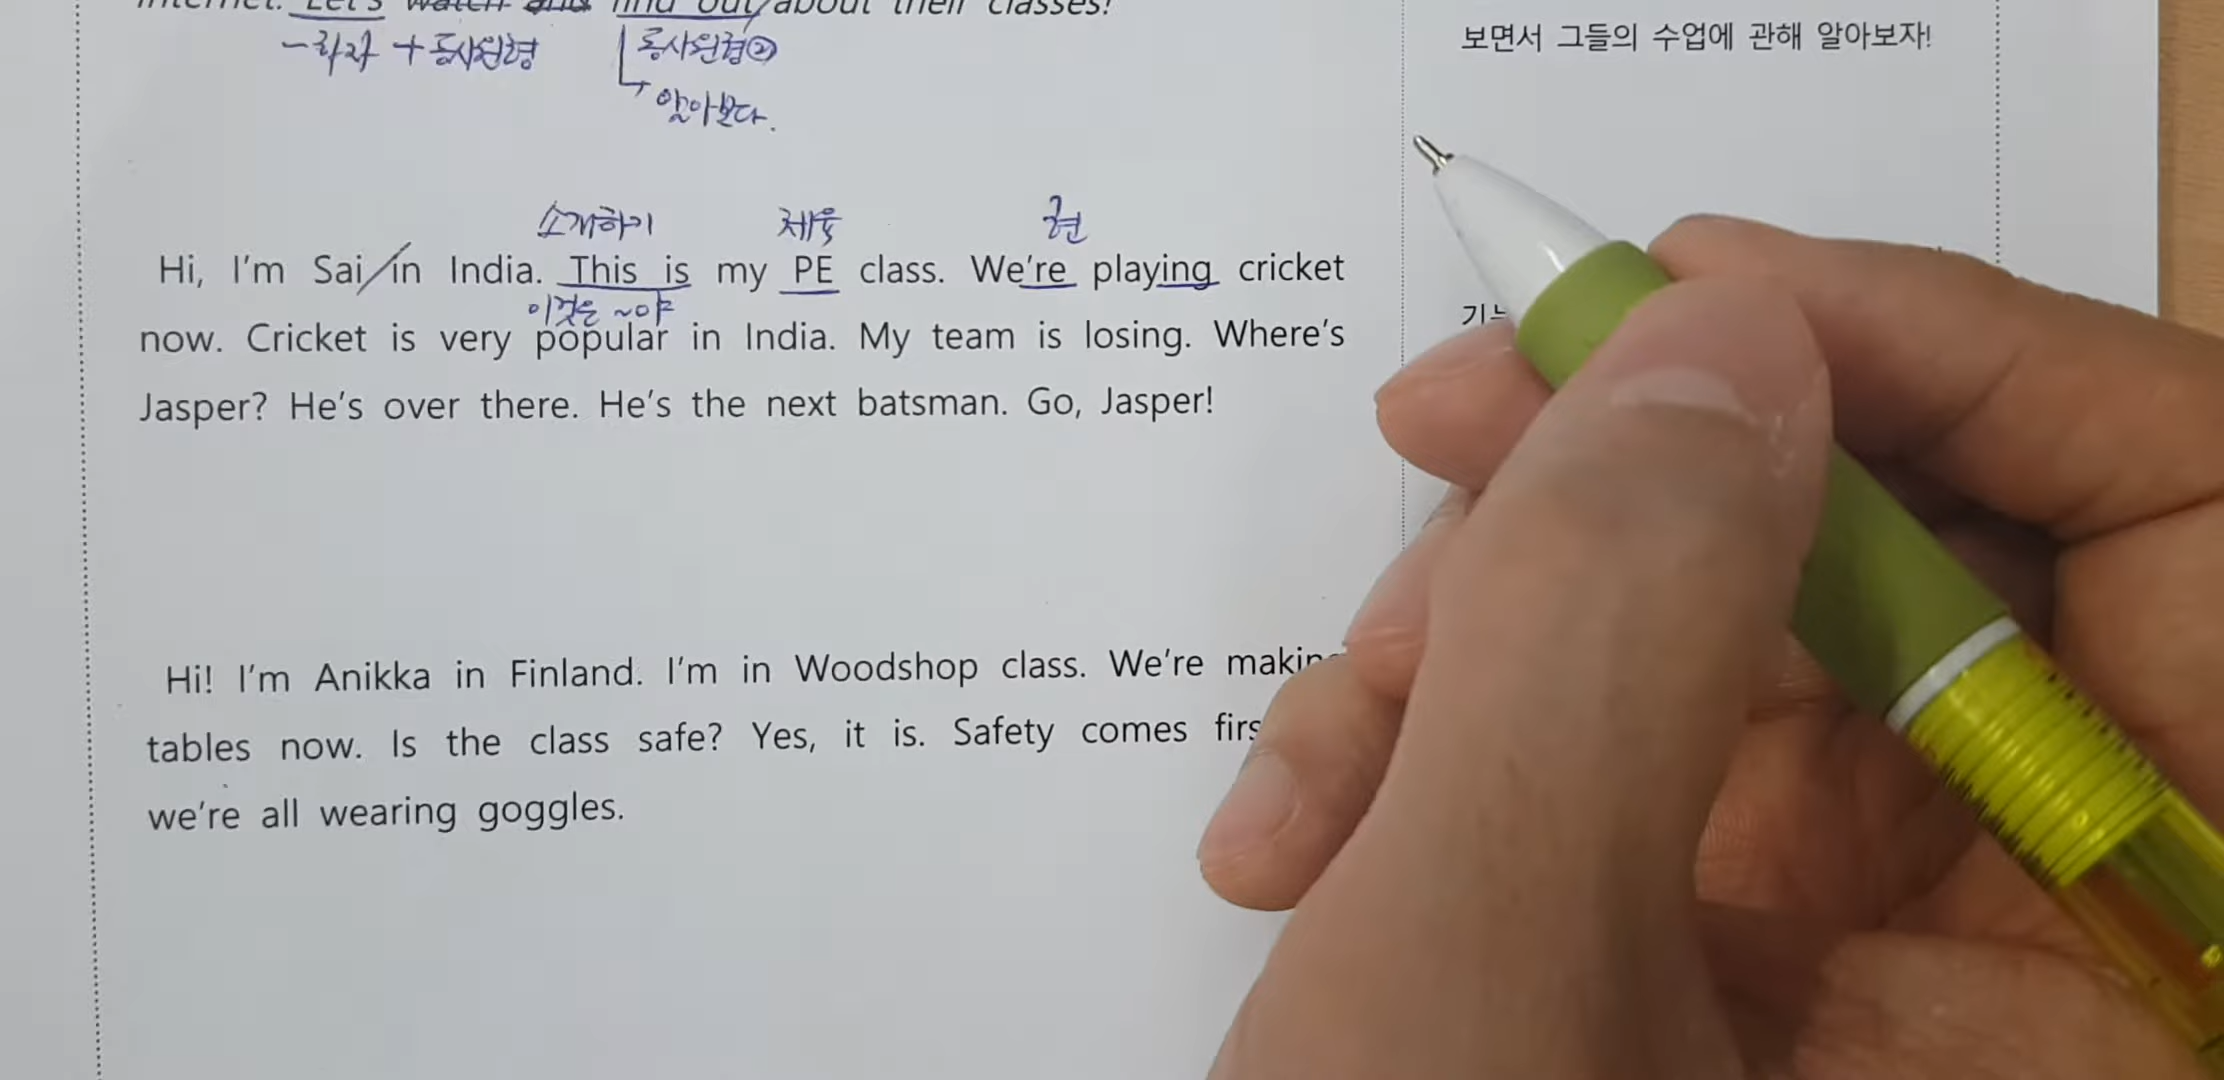 Let's watch and find out about their classes!
~하자 + 동사원형 동사원형②
알아보다.
보면서 그들의 수업에 관해 알아보자!
소개하기 체육 현
Hi, I'm Sai/in India. This is my PE class. We're playing cricket
이것은 ~야
now. Cricket is very popular in India. My team is losing. Where's
Jasper? He's over there. He's the next batsman. Go, Jasper!
Hi! I'm Anikka in Finland. I'm in Woodshop class. We're making
tables now. Is the class safe? Yes, it is. Safety comes
we're all wearing goggles.